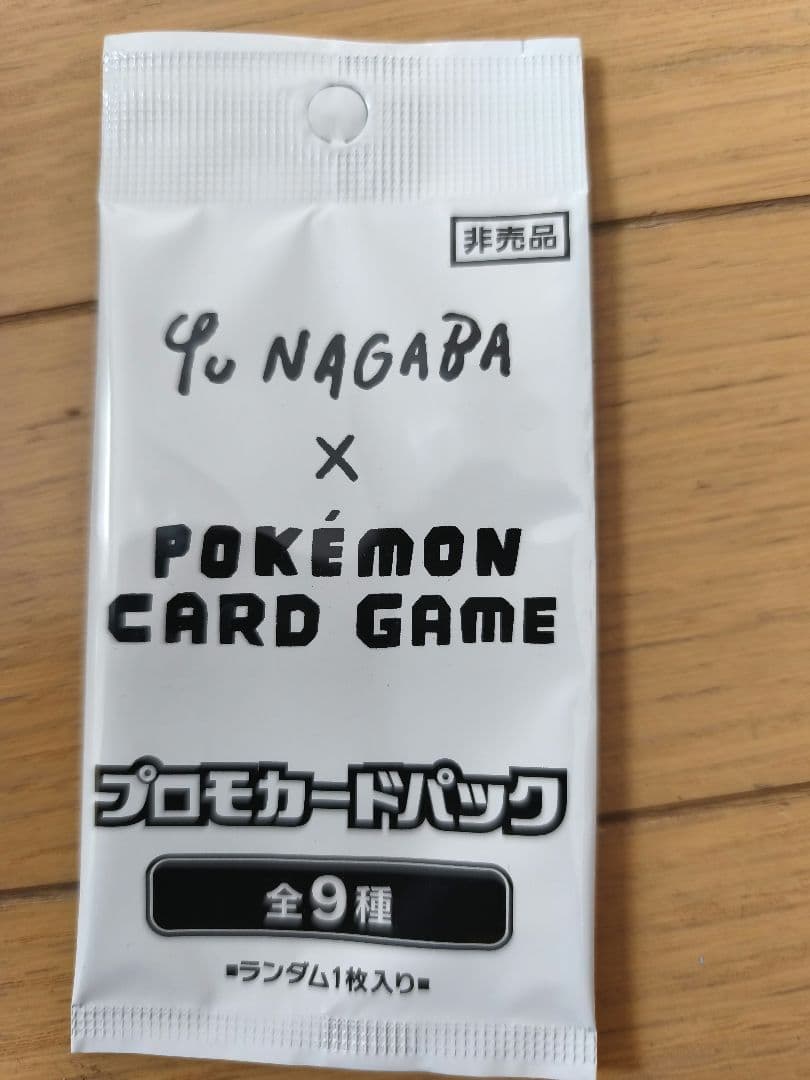 非売品
Yu NAGABA
×
POKÉMON
CARD GAME
プロモカードパック
全9種
■ランダム1枚入り■